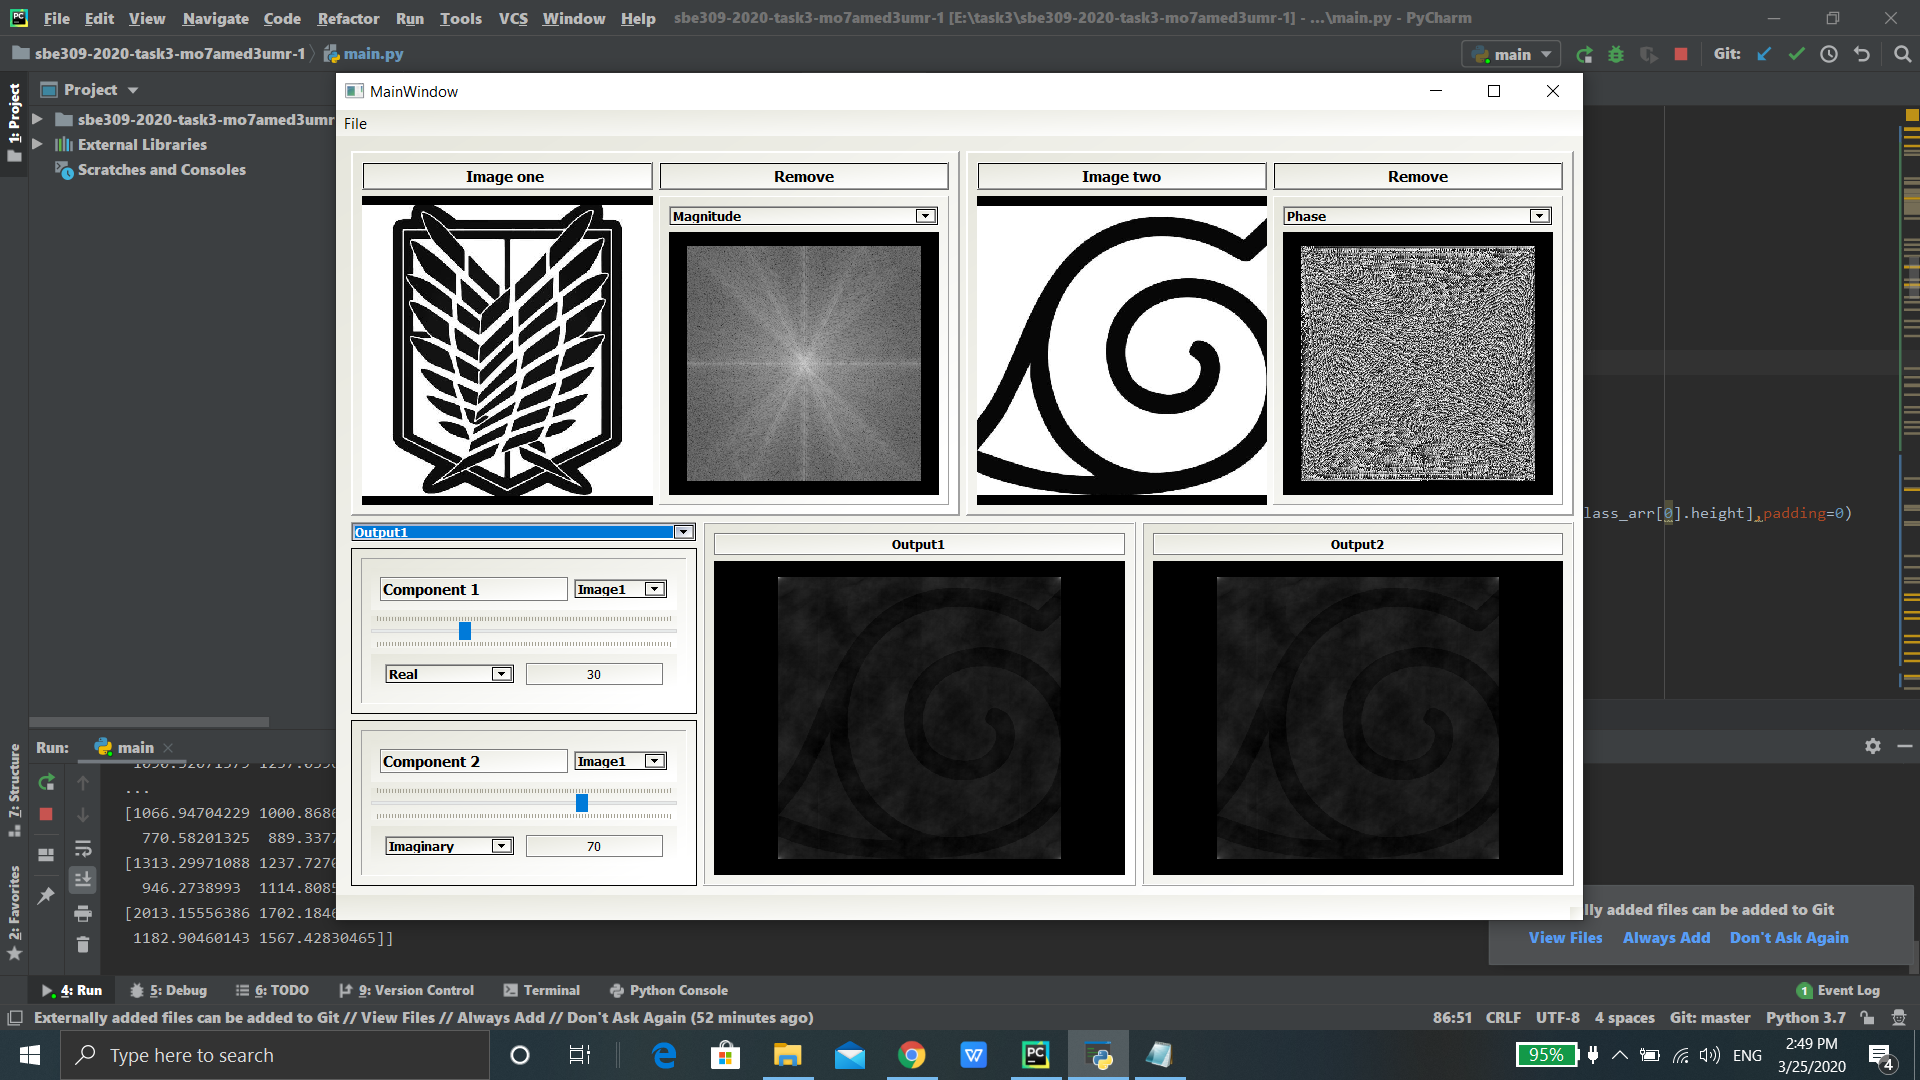 File Edit View Navigate Code Refactor Run Tools VCS Window Help sbe309-2020-task3-mo7amed3umr-1 [E:\task3\sbe309-2020-task3-mo7amed3umr-1] - ...\main.py - PyCharm
sbe309-2020-task3-mo7amed3umr-1 main.py
main Git:
1: Project
Project
sbe309-2020-task3-mo7amed3umr
External Libraries
Scratches and Consoles
MainWindow
File
Image one Remove
Magnitude
Image two Remove
Phase
lass_arr[0].height],padding=0)
Output1
Component 1 Image1
Real 30
Component 2 Image1
Imaginary 70
Output1
Output2
7: Structure
2: Favorites
Run: main
...
[1066.94704229 1000.8686
770.58201325 889.3377
[1313.29971088 1237.7270
946.2738993 1114.8085
[2013.15556386 1702.1846
1182.90460143 1567.42830465]]
lly added files can be added to Git
View Files Always Add Don't Ask Again
4: Run 5: Debug 6: TODO 9: Version Control Terminal Python Console 1 Event Log
Externally added files can be added to Git // View Files // Always Add // Don't Ask Again (52 minutes ago) 86:51 CRLF UTF-8 4 spaces Git: master Python 3.7
Type here to search
95% ENG
2:49 PM
3/25/2020
4